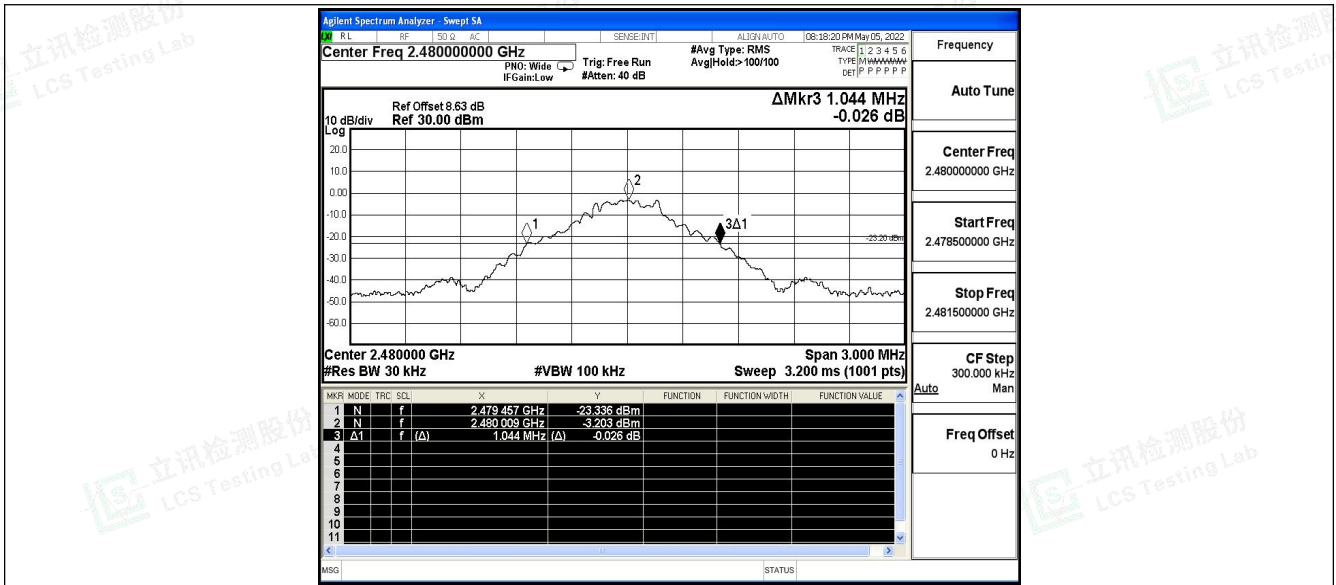 Agilent Spectrum Analyzer - Swept SA
RL RF 50 Ω AC SENSE:INT ALIGN AUTO 08:18:20 PM May 05, 2022
Center Freq 2.480000000 GHz
PNO: Wide
IFGain:Low
Trig: Free Run
#Atten: 40 dB
#Avg Type: RMS
Avg|Hold:>100/100
TRACE 1 2 3 4 5 6
TYPE MWWWWW
DET P P P P P P
Ref Offset 8.63 dB
10 dB/div Ref 30.00 dBm
Log
ΔMkr3 1.044 MHz
-0.026 dB
20.0
10.0
0.00
-10.0
-20.0
-30.0
-40.0
-50.0
-60.0
1
2
3Δ1
-23.20 dBm
Center 2.480000 GHz Span 3.000 MHz
#Res BW 30 kHz #VBW 100 kHz Sweep 3.200 ms (1001 pts)
MKR MODE TRC SCL X Y FUNCTION FUNCTION WIDTH FUNCTION VALUE
1 N f 2.479 457 GHz -23.336 dBm
2 N f 2.480 009 GHz -3.203 dBm
3 Δ1 f (Δ) 1.044 MHz (Δ) -0.026 dB
4
5
6
7
8
9
10
11
MSG STATUS
Frequency
Auto Tune
Center Freq
2.480000000 GHz
Start Freq
2.478500000 GHz
Stop Freq
2.481500000 GHz
CF Step
300.000 kHz
Auto Man
Freq Offset
0 Hz
立讯检测股份
LCS Testing Lab
立讯检测股份
LCS Testing Lab
立讯检测股份
LCS Testing Lab
立讯检测股份
LCS Testing Lab